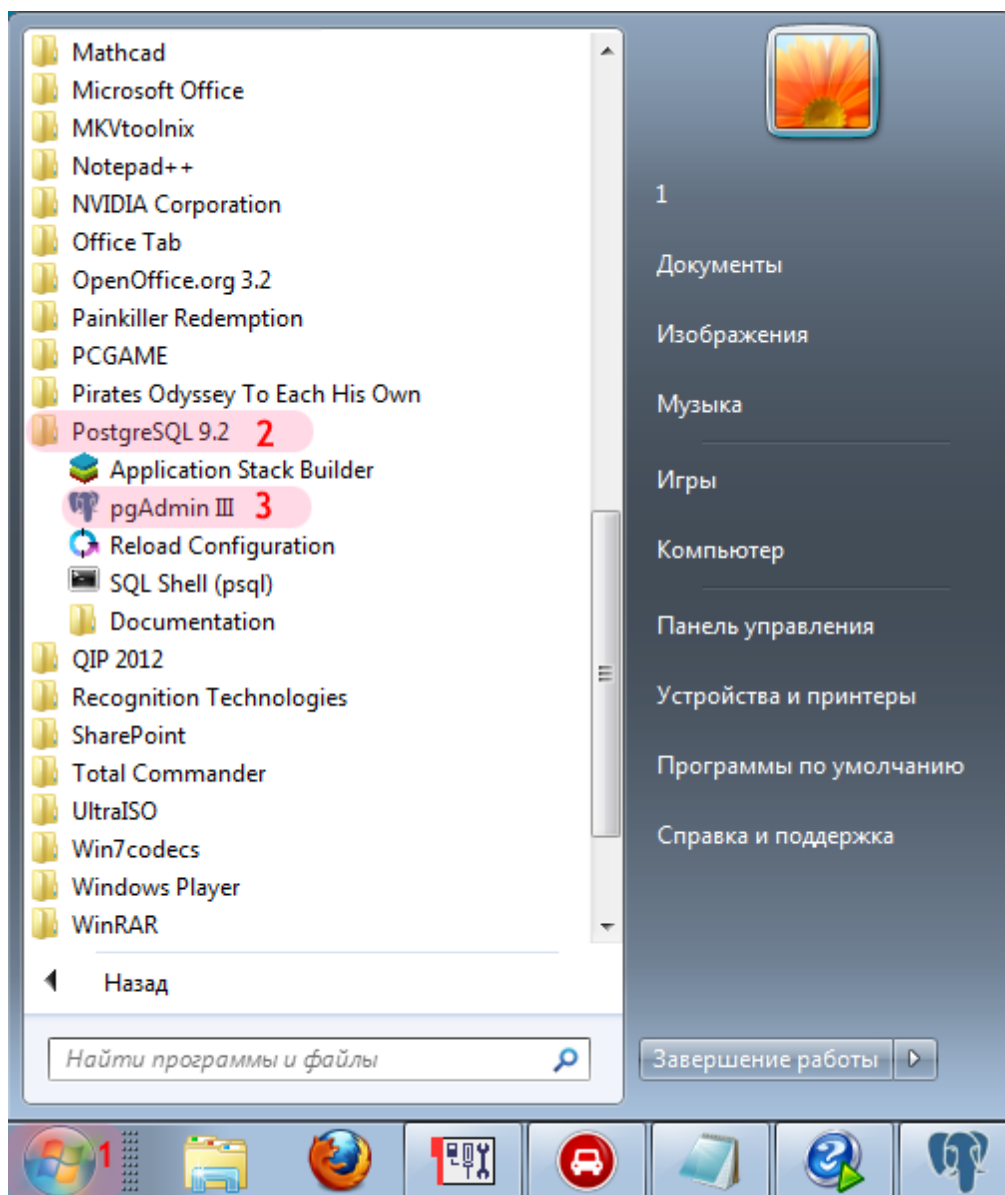 Mathcad
Microsoft Office
MKVtoolnix
Notepad++
NVIDIA Corporation
Office Tab
OpenOffice.org 3.2
Painkiller Redemption
PCGAME
Pirates Odyssey To Each His Own
PostgreSQL 9.2 2
Application Stack Builder
pgAdmin III 3
Reload Configuration
SQL Shell (psql)
Documentation
QIP 2012
Recognition Technologies
SharePoint
Total Commander
UltraISO
Win7codecs
Windows Player
WinRAR
Назад
Найти программы и файлы
1
Документы
Изображения
Музыка
Игры
Компьютер
Панель управления
Устройства и принтеры
Программы по умолчанию
Справка и поддержка
Завершение работы
1